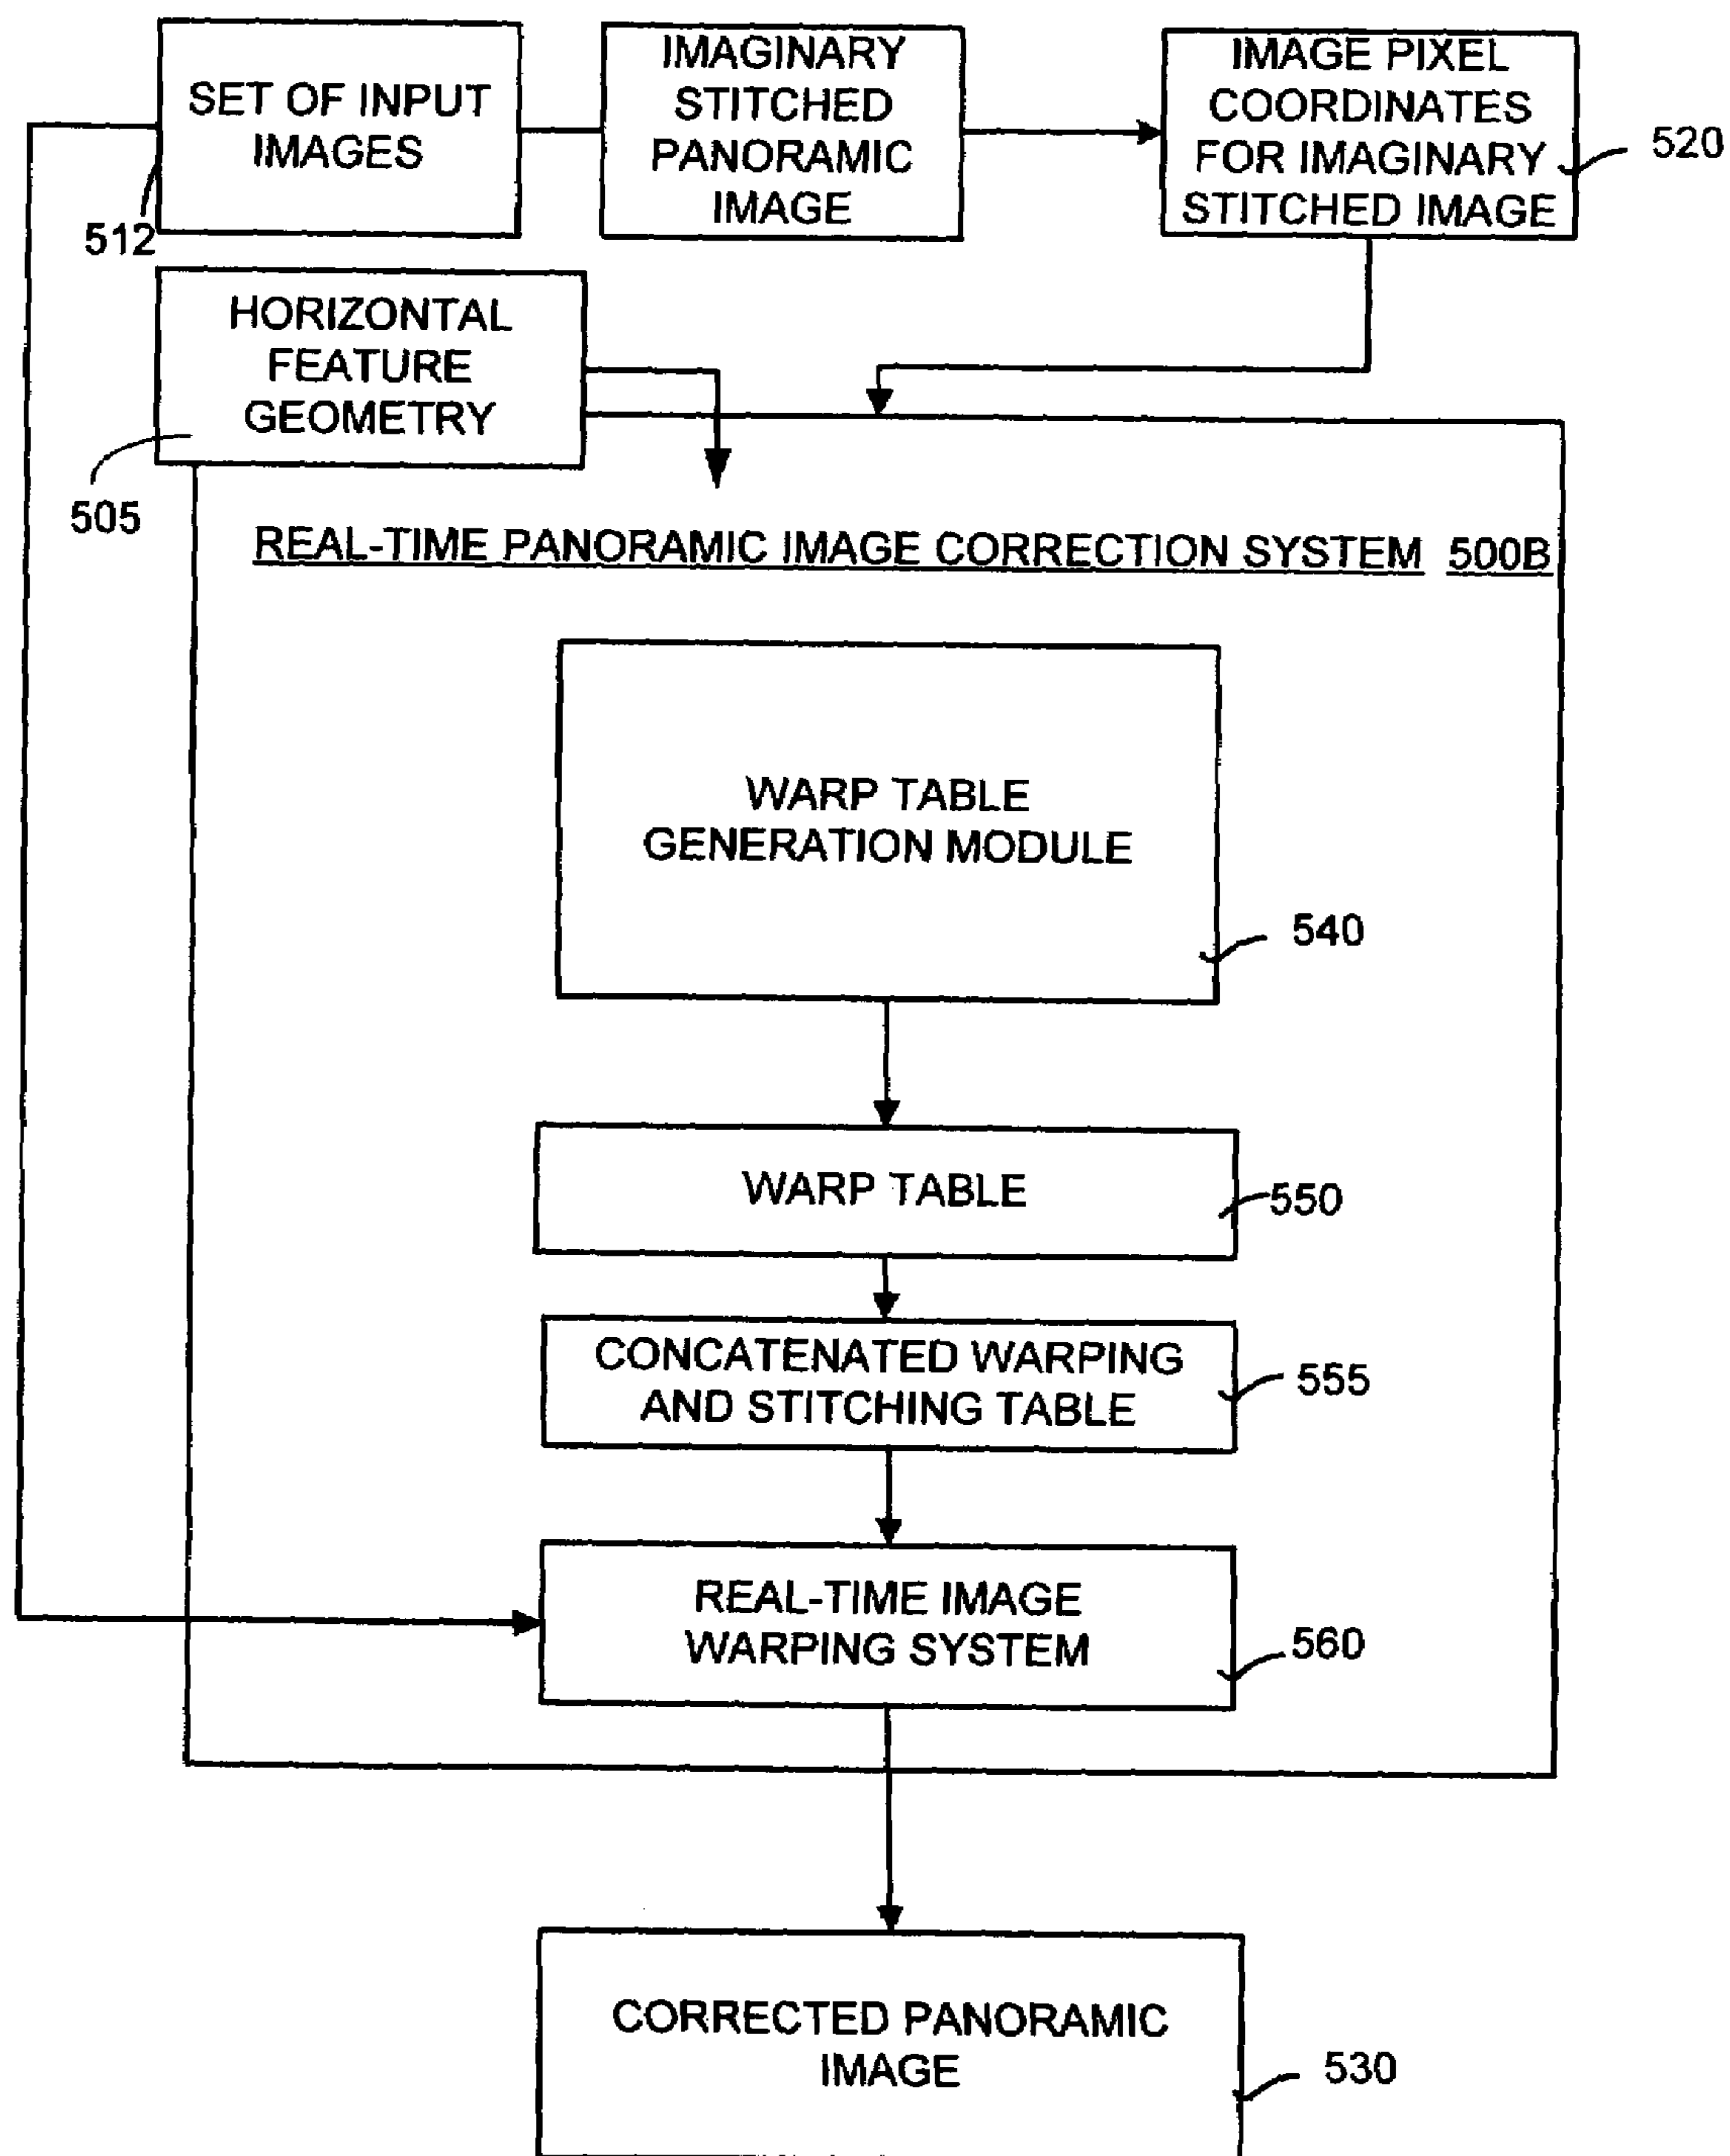 SET OF INPUT
IMAGES
512
IMAGINARY
STITCHED
PANORAMIC
IMAGE
IMAGE PIXEL
COORDINATES
FOR IMAGINARY
STITCHED IMAGE
520
HORIZONTAL
FEATURE
GEOMETRY
505
REAL-TIME PANORAMIC IMAGE CORRECTION SYSTEM 500B
WARP TABLE
GENERATION MODULE
540
WARP TABLE
550
CONCATENATED WARPING
AND STITCHING TABLE
555
REAL-TIME IMAGE
WARPING SYSTEM
560
CORRECTED PANORAMIC
IMAGE
530